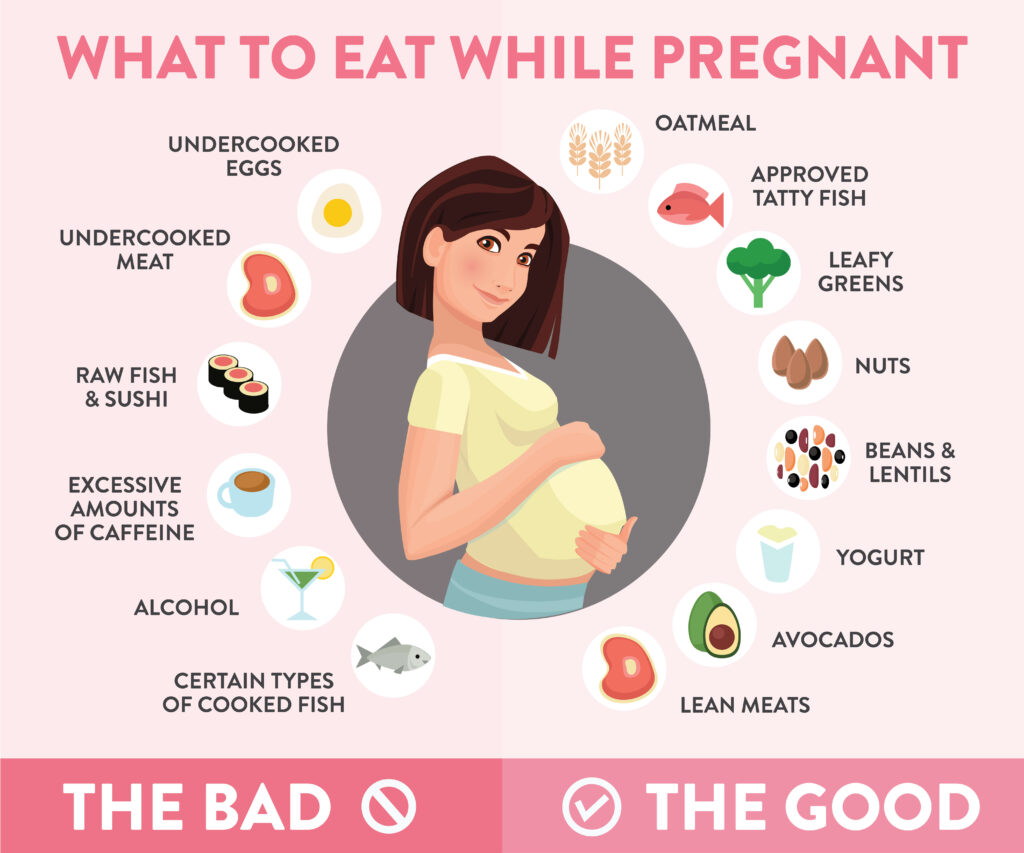 WHAT TO EAT WHILE PREGNANT
UNDERCOOKED
EGGS
UNDERCOOKED
MEAT
RAW FISH
& SUSHI
EXCESSIVE
AMOUNTS
OF CAFFEINE
ALCOHOL
CERTAIN TYPES
OF COOKED FISH
OATMEAL
APPROVED
TATTY FISH
LEAFY
GREENS
NUTS
BEANS &
LENTILS
YOGURT
AVOCADOS
LEAN MEATS
THE BAD
THE GOOD